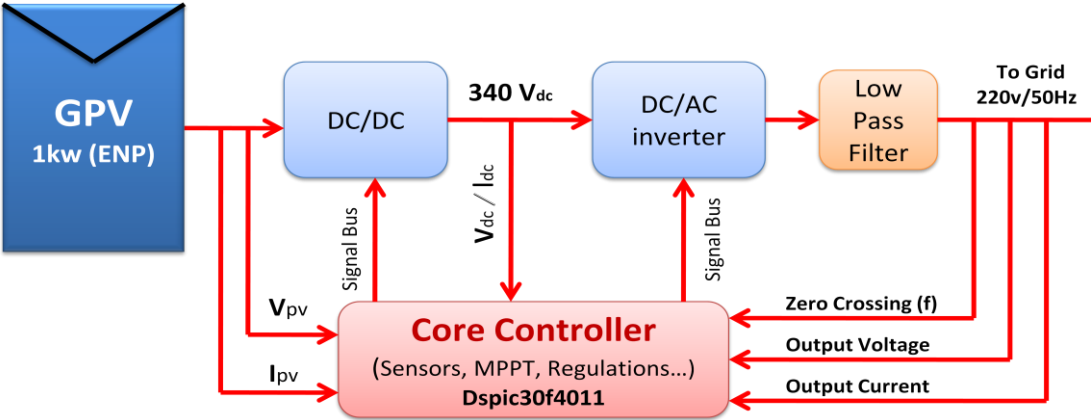 GPV
1kw (ENP)
DC/DC
340 Vdc
DC/AC
inverter
Low
Pass
Filter
To Grid
220v/50Hz
Signal Bus
Vdc / Idc
Signal Bus
Vpv
Ipv
Core Controller
(Sensors, MPPT, Regulations...)
Dspic30f4011
Zero Crossing (f)
Output Voltage
Output Current